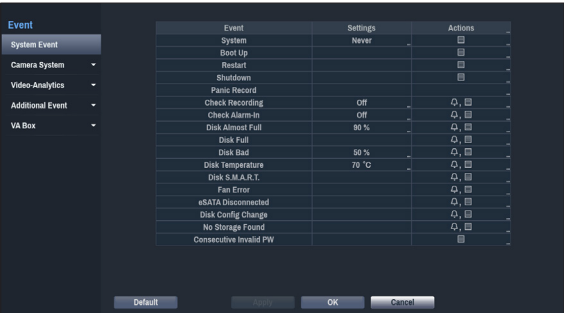 Event
System Event
Camera System
Video-Analytics
Additional Event
VA Box
Event Settings Actions
System Never
Boot Up
Restart
Shutdown
Panic Record
Check Recording Off
Check Alarm-In Off
Disk Almost Full 90 %
Disk Full
Disk Bad 50 %
Disk Temperature 70 °C
Disk S.M.A.R.T.
Fan Error
eSATA Disconnected
Disk Config Change
No Storage Found
Consecutive Invalid PW
Default Apply OK Cancel